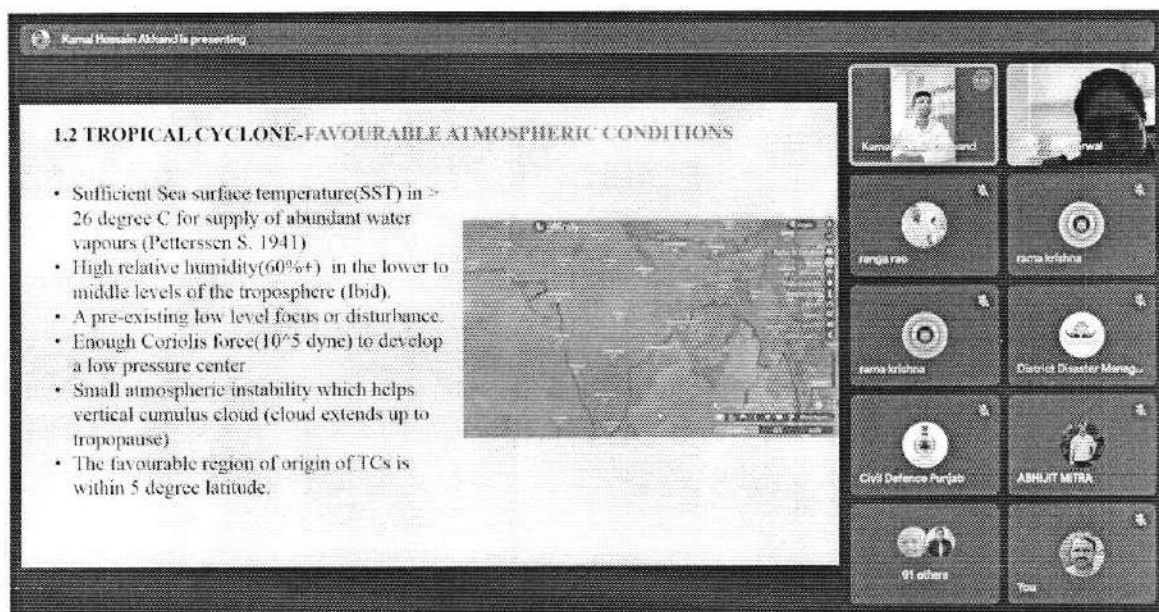 Kamal Hossain Akhand is presenting
1.2 TROPICAL CYCLONE-FAVOURABLE ATMOSPHERIC CONDITIONS
• Sufficient Sea surface temperature(SST) in >
26 degree C for supply of abundant water
vapours (Petterssen S. 1941)
• High relative humidity(60%+) in the lower to
middle levels of the troposphere (Ibid).
• A pre-existing low level focus or disturbance.
• Enough Coriolis force(10^5 dyne) to develop
a low pressure center
• Small atmospheric instability which helps
vertical cumulus cloud (cloud extends up to
tropopause)
• The favourable region of origin of TCs is
within 5 degree latitude.
ranga rao
rama krishna
rama krishna
District Disaster Manag...
Civil Defence Punjab
ABHIJIT MITRA
91 others
You